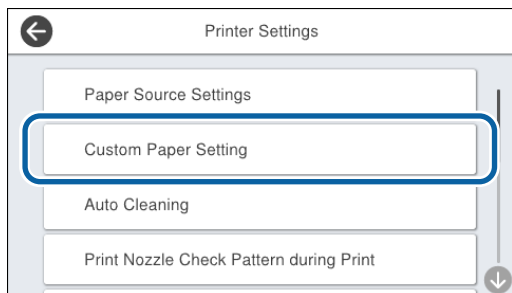 Printer Settings
Paper Source Settings
Custom Paper Setting
Auto Cleaning
Print Nozzle Check Pattern during Print